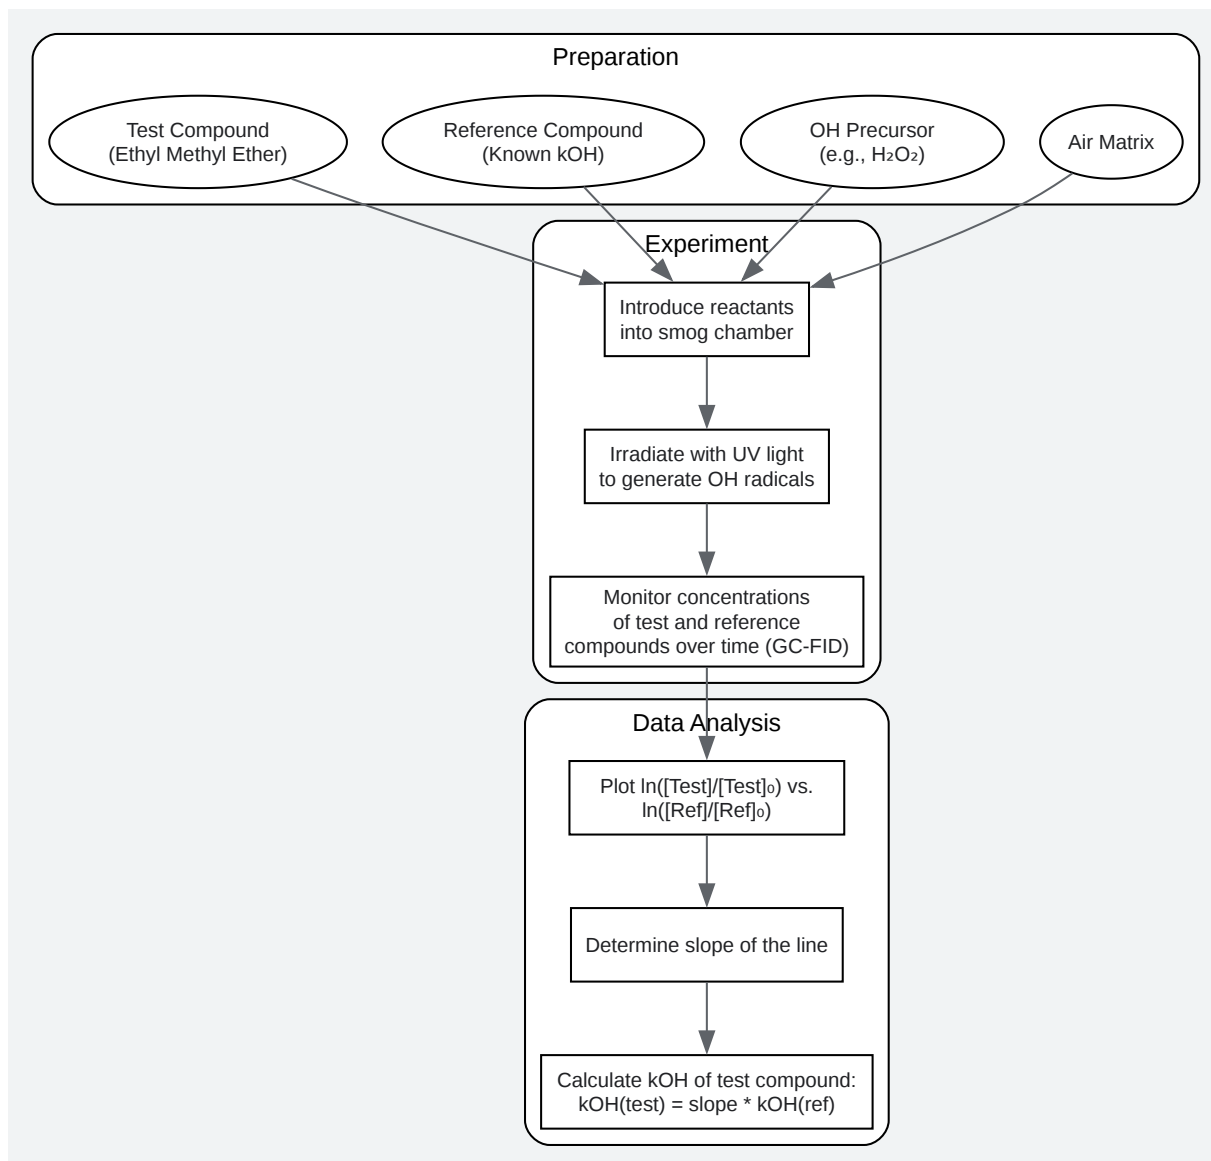 Preparation
Test Compound
(Ethyl Methyl Ether)
Reference Compound
(Known kOH)
OH Precursor
(e.g., H₂O₂)
Air Matrix
Experiment
Introduce reactants
into smog chamber
Irradiate with UV light
to generate OH radicals
Monitor concentrations
of test and reference
compounds over time (GC-FID)
Data Analysis
Plot ln([Test]/[Test]₀) vs.
ln([Ref]/[Ref]₀)
Determine slope of the line
Calculate kOH of test compound:
kOH(test) = slope * kOH(ref)